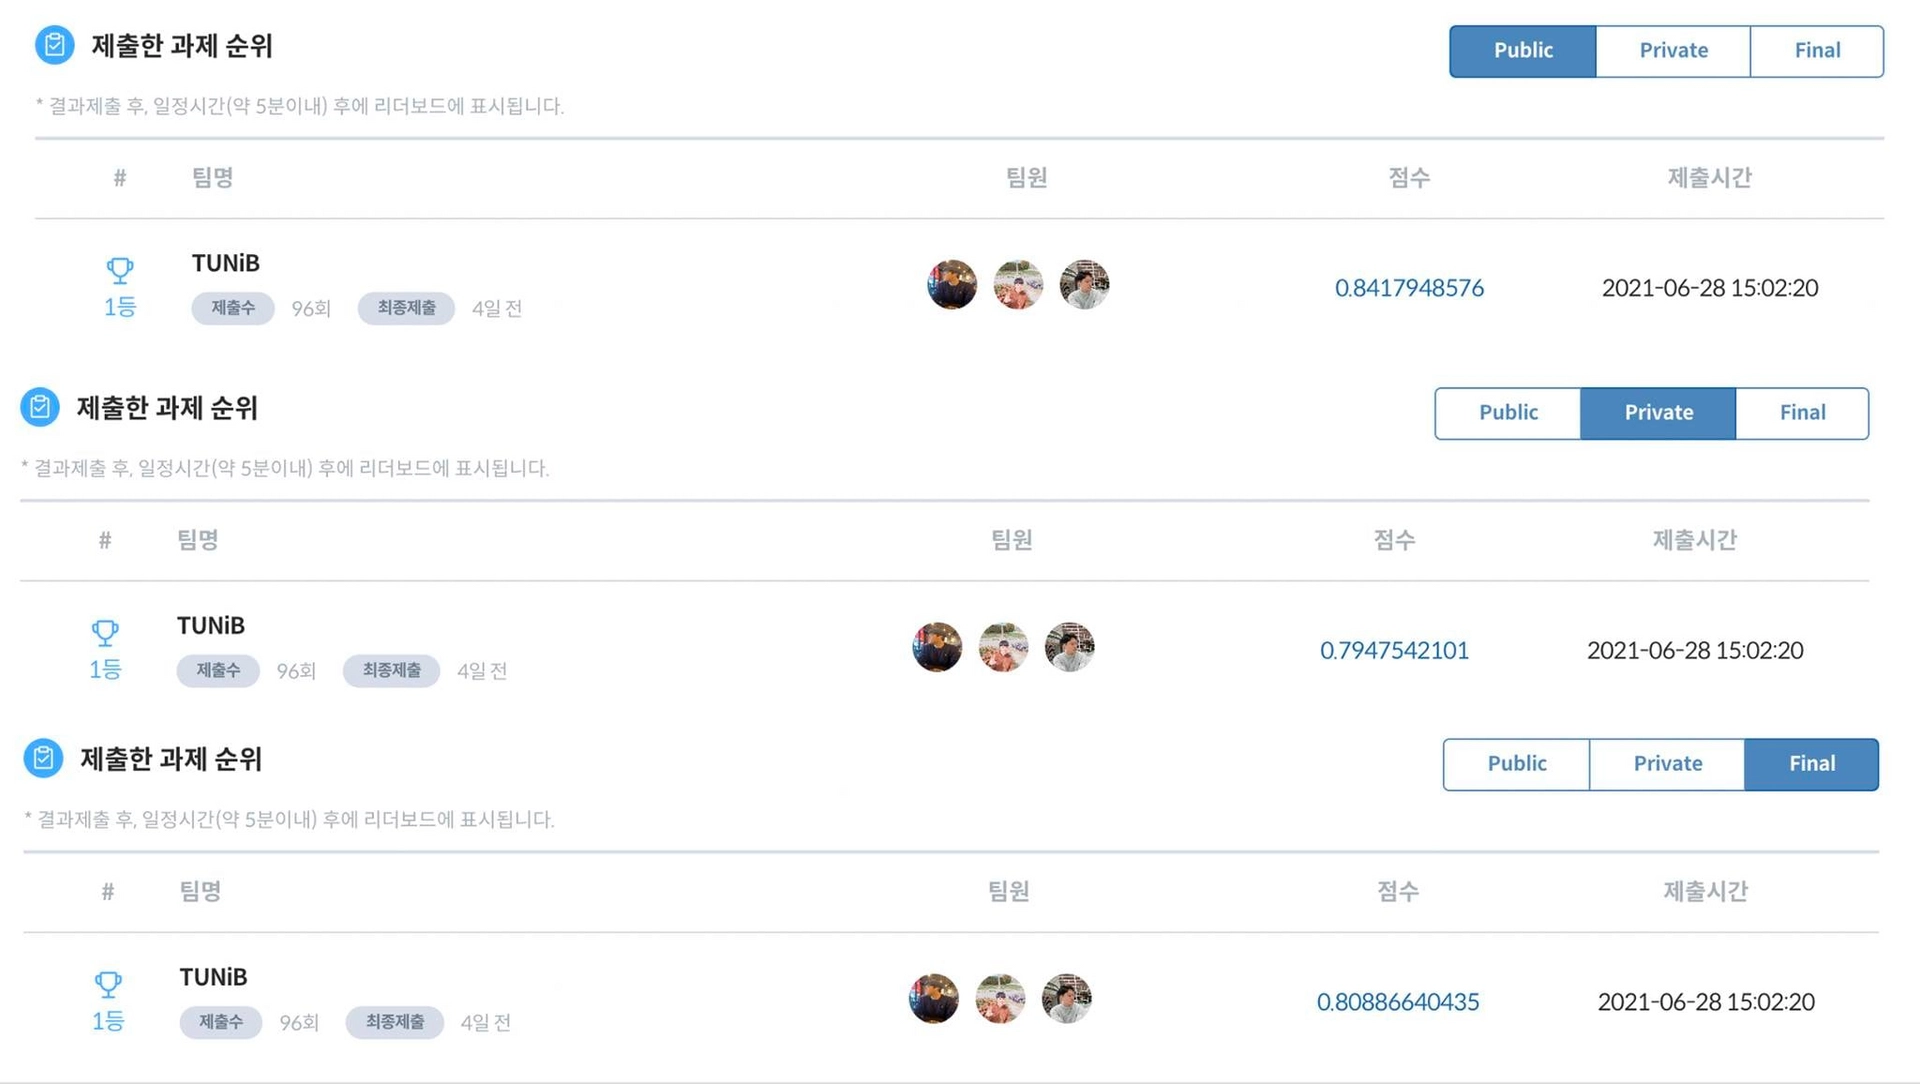 제출한 과제 순위
Public Private Final
* 결과제출 후, 일정시간(약 5분이내) 후에 리더보드에 표시됩니다.
# 팀명 팀원 점수 제출시간
TUNiB
1등 제출수 96회 최종제출 4일 전 0.8417948576 2021-06-28 15:02:20
제출한 과제 순위
Public Private Final
* 결과제출 후, 일정시간(약 5분이내) 후에 리더보드에 표시됩니다.
# 팀명 팀원 점수 제출시간
TUNiB
1등 제출수 96회 최종제출 4일 전 0.7947542101 2021-06-28 15:02:20
제출한 과제 순위
Public Private Final
* 결과제출 후, 일정시간(약 5분이내) 후에 리더보드에 표시됩니다.
# 팀명 팀원 점수 제출시간
TUNiB
1등 제출수 96회 최종제출 4일 전 0.80886640435 2021-06-28 15:02:20